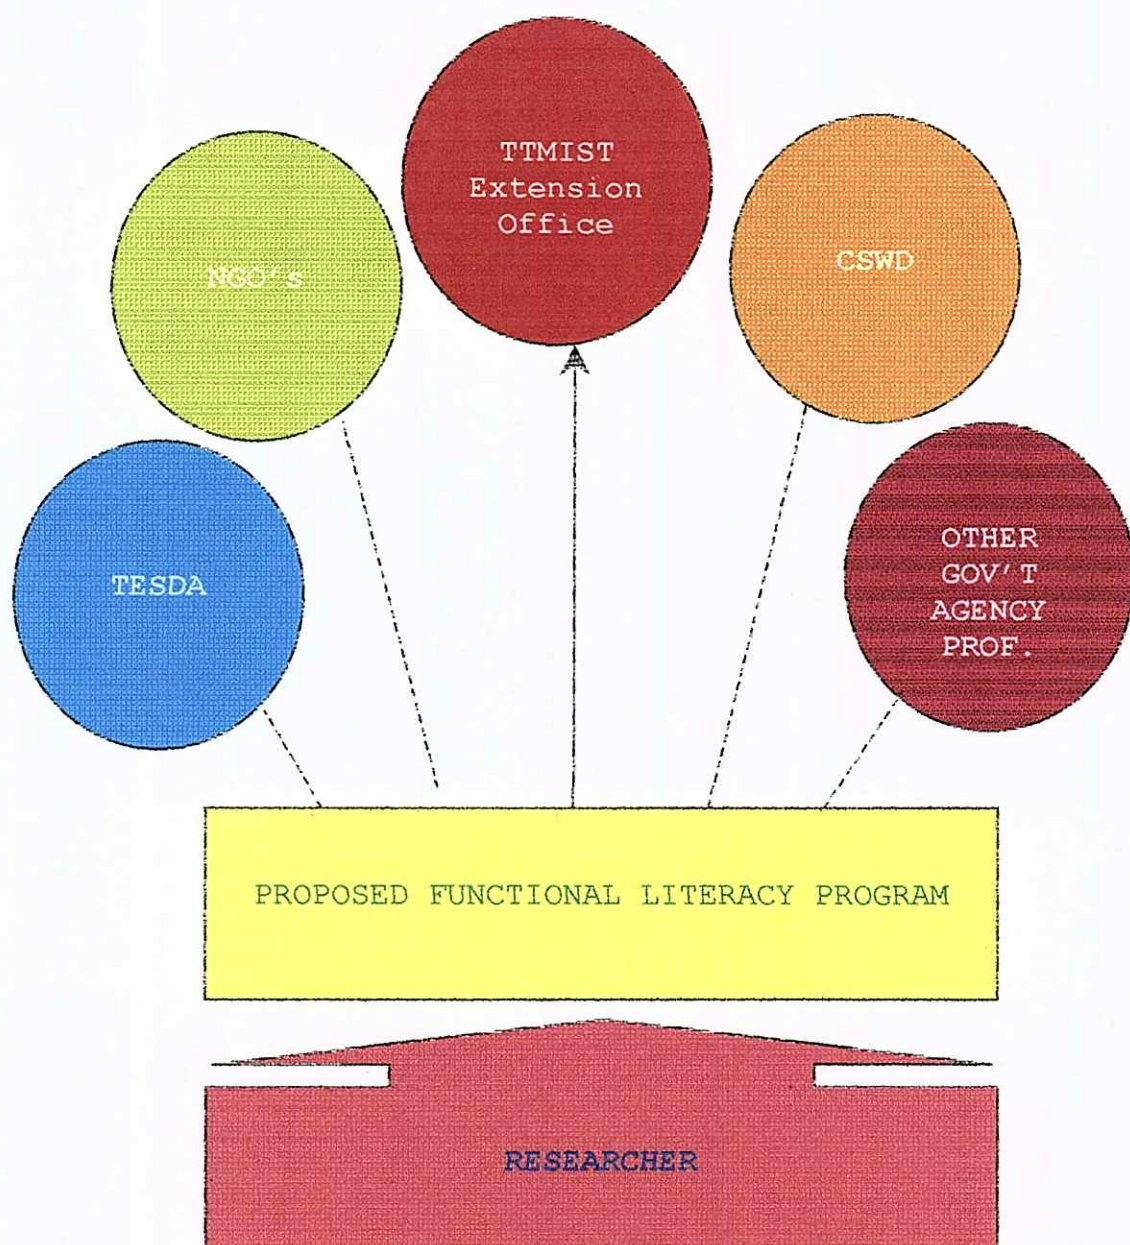 TTMIST
Extension
Office
NGO's
CSWD
TESDA
OTHER
GOV'T
AGENCY
PROF.
PROPOSED FUNCTIONAL LITERACY PROGRAM
RESEARCHER